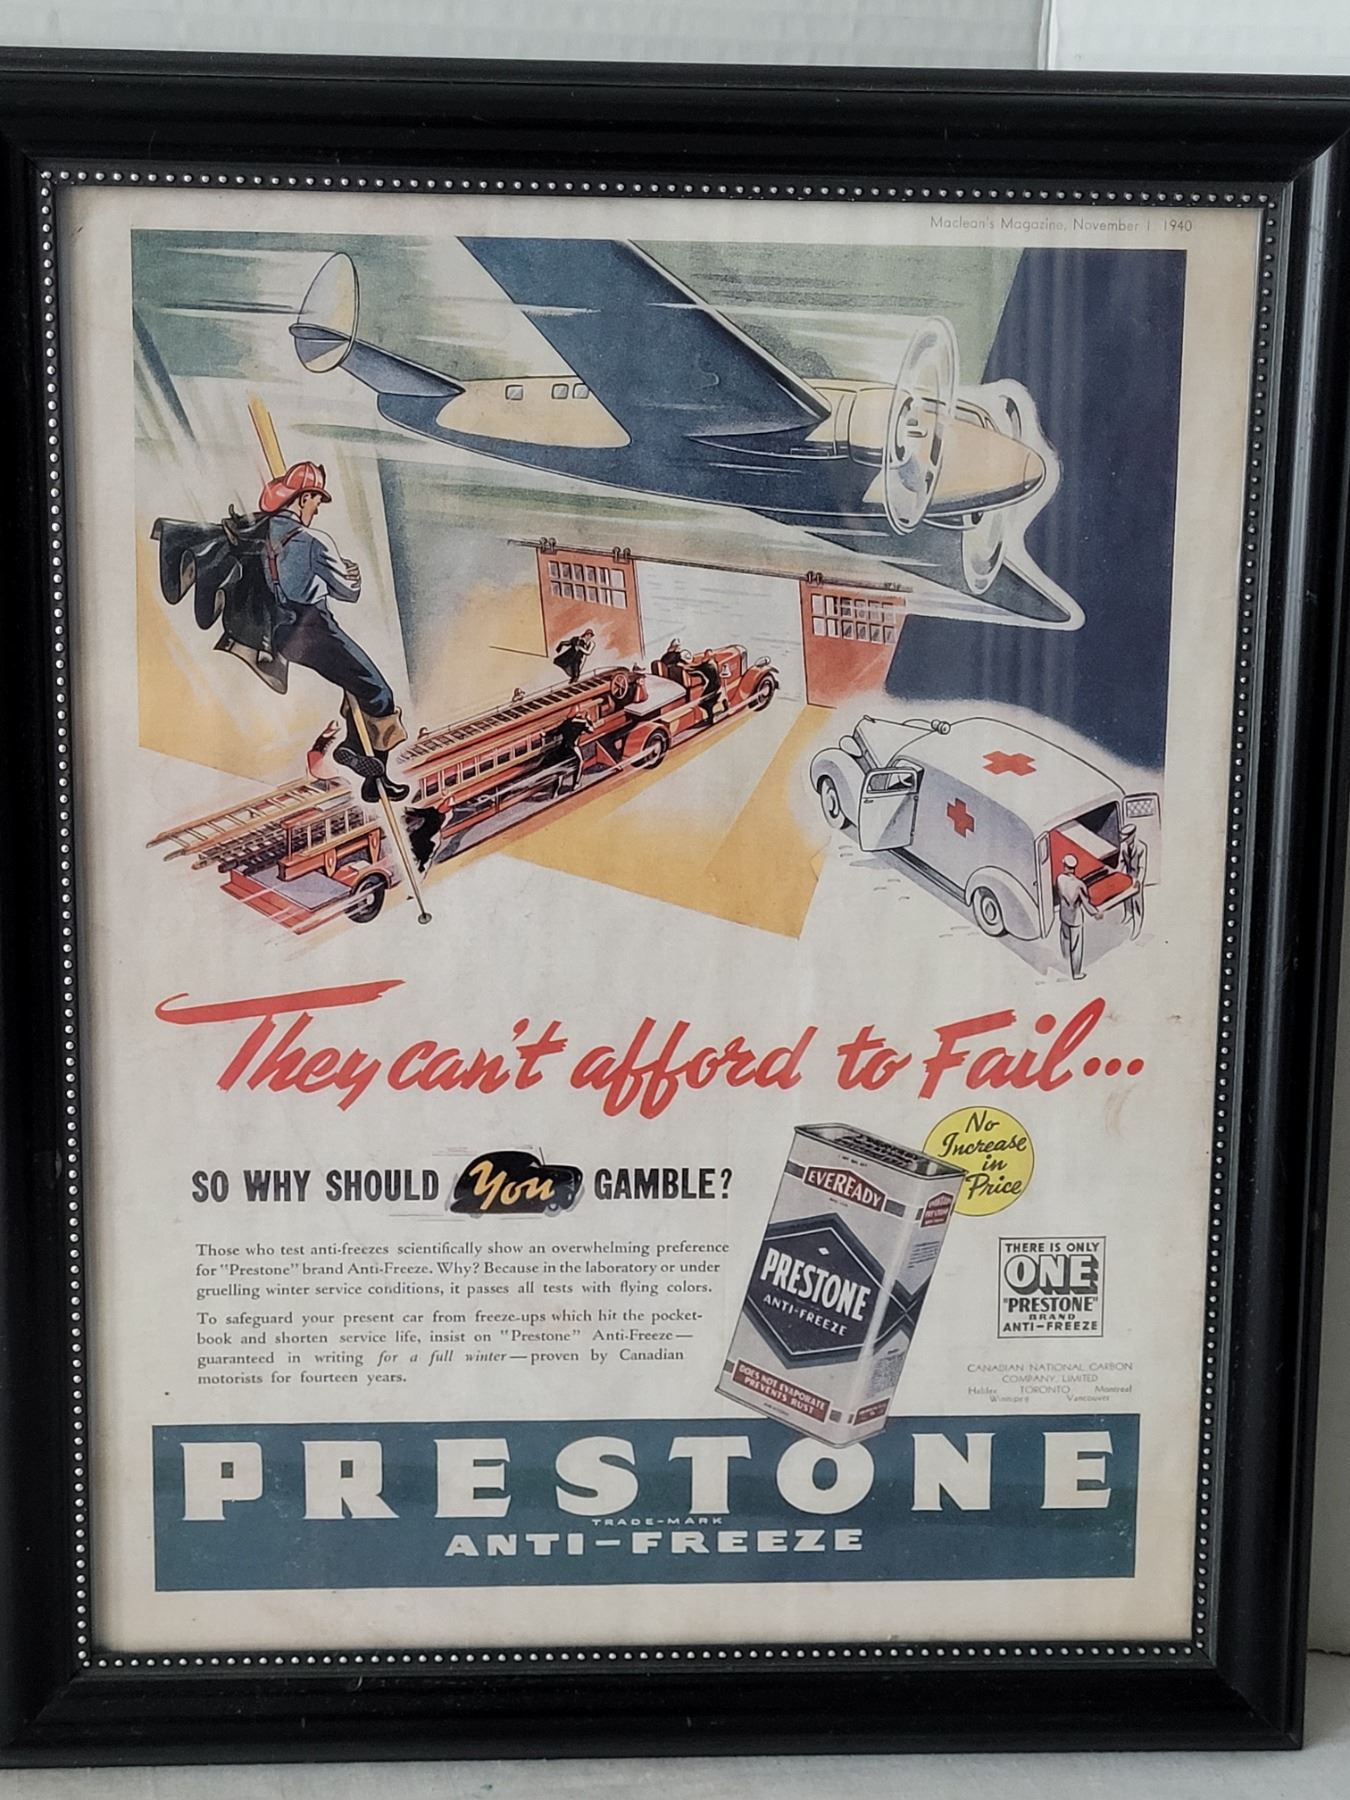 Maclean's Magazine, November 1 1940
They can't afford to Fail...
SO WHY SHOULD You GAMBLE?
No
Increase
in
Price
EVEREADY
PRESTONE
ANTI-FREEZE
DOES NOT EVAPORATE
PREVENTS RUST
Those who test anti-freezes scientifically show an overwhelming preference
for "Prestone" brand Anti-Freeze. Why? Because in the laboratory or under
gruelling winter service conditions, it passes all tests with flying colors.
To safeguard your present car from freeze-ups which hit the pocket-
book and shorten service life, insist on "Prestone" Anti-Freeze—
guaranteed in writing for a full winter—proven by Canadian
motorists for fourteen years.
THERE IS ONLY
ONE
"PRESTONE"
BRAND
ANTI-FREEZE
CANADIAN NATIONAL CARBON
COMPANY, LIMITED
Halifax TORONTO Montreal
Winnipeg Vancouver
PRESTONE
TRADE-MARK
ANTI-FREEZE